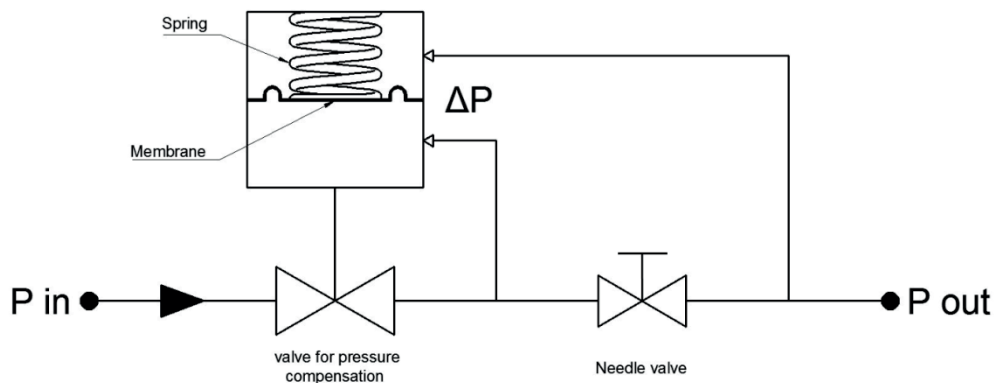 Spring
ΔP
Membrane
P in
P out
valve for pressure
compensation
Needle valve